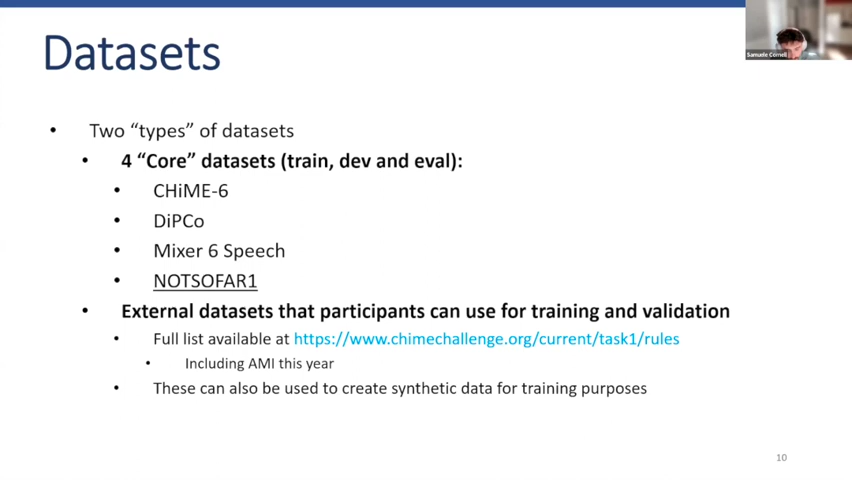 Datasets
Samuele Cornell
• Two “types” of datasets
• 4 “Core” datasets (train, dev and eval):
• CHiME-6
• DiPCo
• Mixer 6 Speech
• NOTSOFAR1
• External datasets that participants can use for training and validation
• Full list available at https://www.chimechallenge.org/current/task1/rules
• Including AMI this year
• These can also be used to create synthetic data for training purposes
10